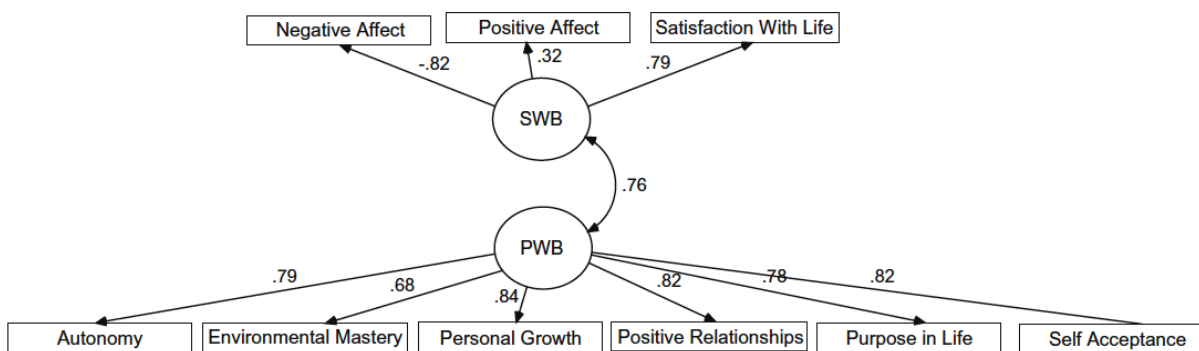 Negative Affect
Positive Affect
Satisfaction With Life
-.82
.32
.79
SWB
.76
PWB
.79
.68
.84
.82
.78
.82
Autonomy
Environmental Mastery
Personal Growth
Positive Relationships
Purpose in Life
Self Acceptance